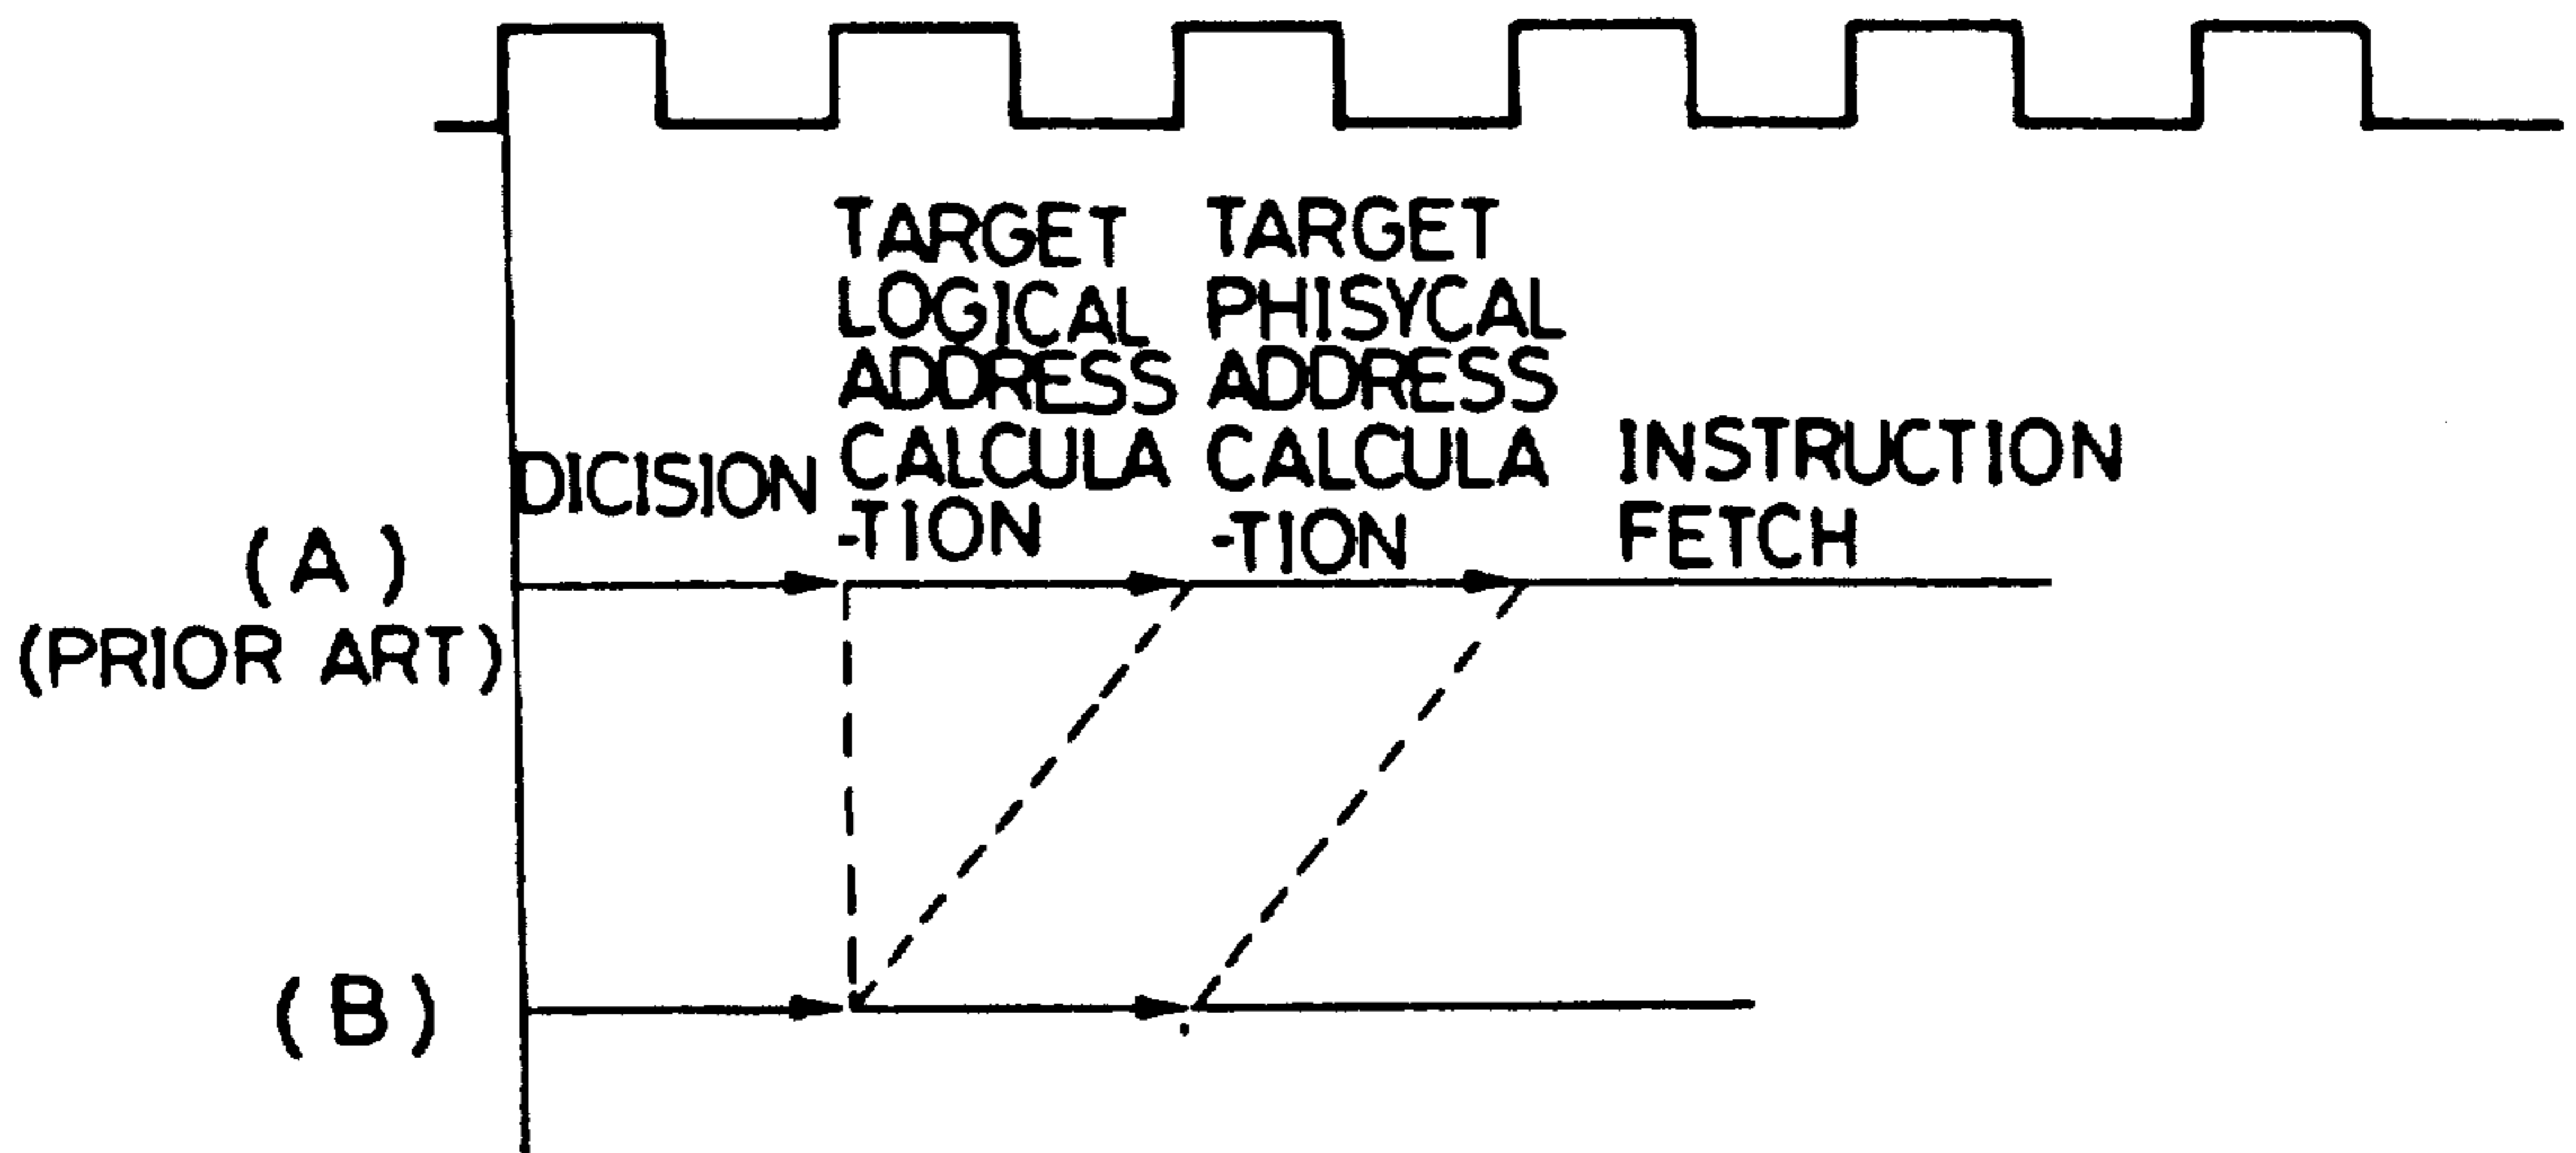 TARGET
LOGICAL
ADDRESS
CALCULA
-TION
TARGET
PHISYCAL
ADDRESS
CALCULA
-TION
DICISION
INSTRUCTION
FETCH
(A)
(PRIOR ART)
(B)